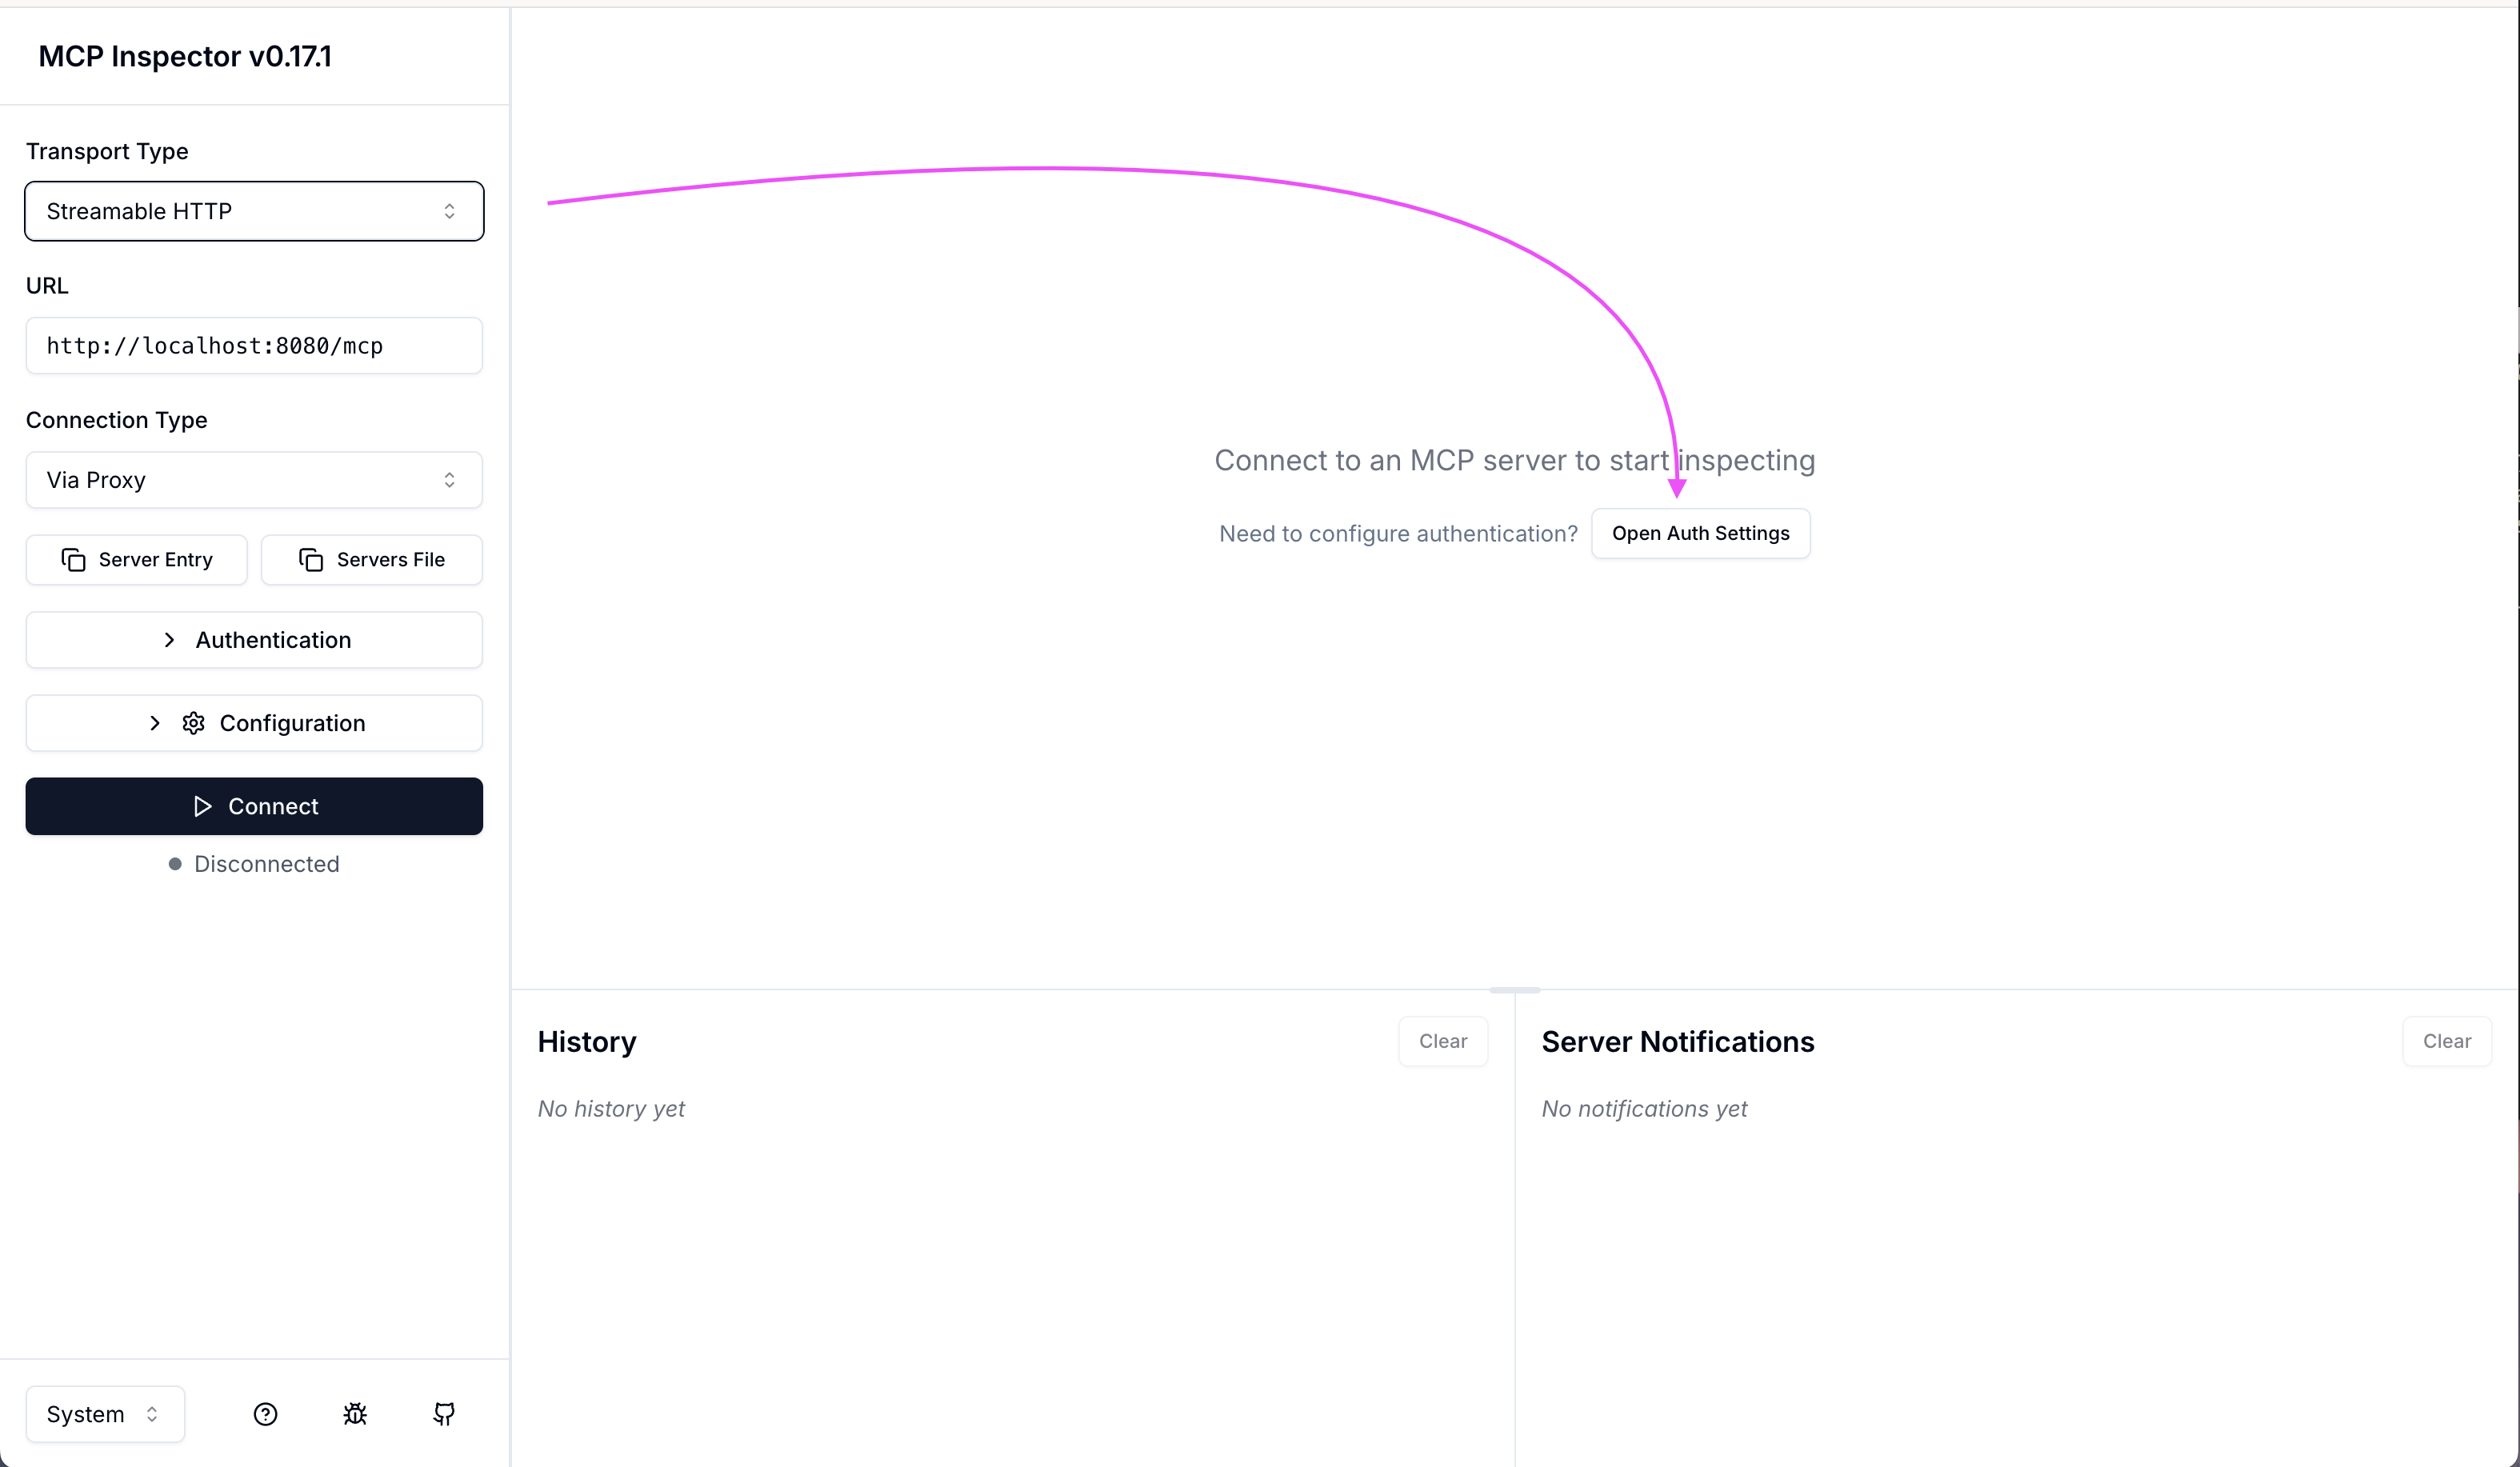 MCP Inspector v0.17.1
Transport Type
Streamable HTTP
URL
http://localhost:8080/mcp
Connection Type
Via Proxy
Server Entry
Servers File
Authentication
Configuration
Connect
Disconnected
System
Connect to an MCP server to start inspecting
Need to configure authentication?
Open Auth Settings
History
Clear
No history yet
Server Notifications
Clear
No notifications yet